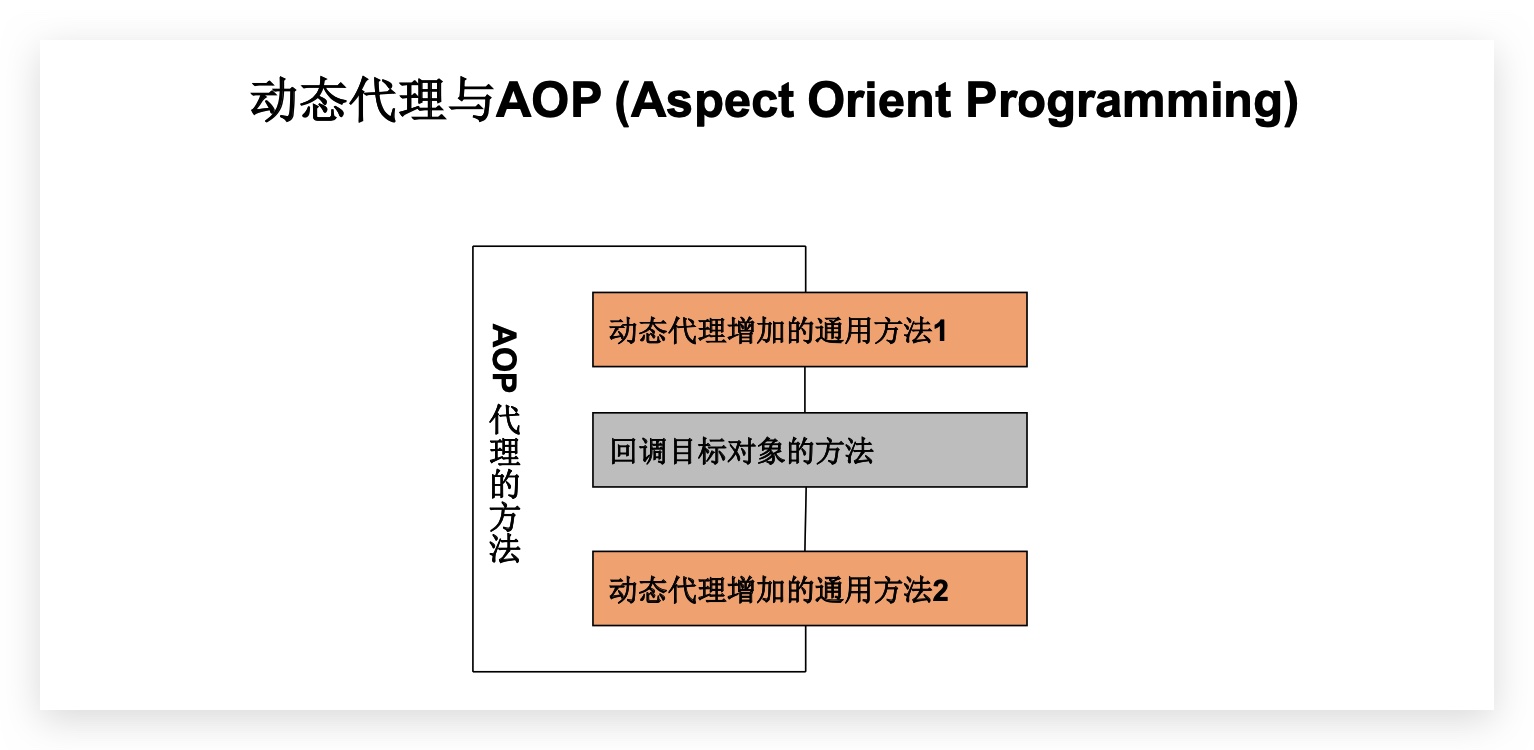 动态代理与AOP (Aspect Orient Programming)
AOP 代理的方法
动态代理增加的通用方法1
回调目标对象的方法
动态代理增加的通用方法2